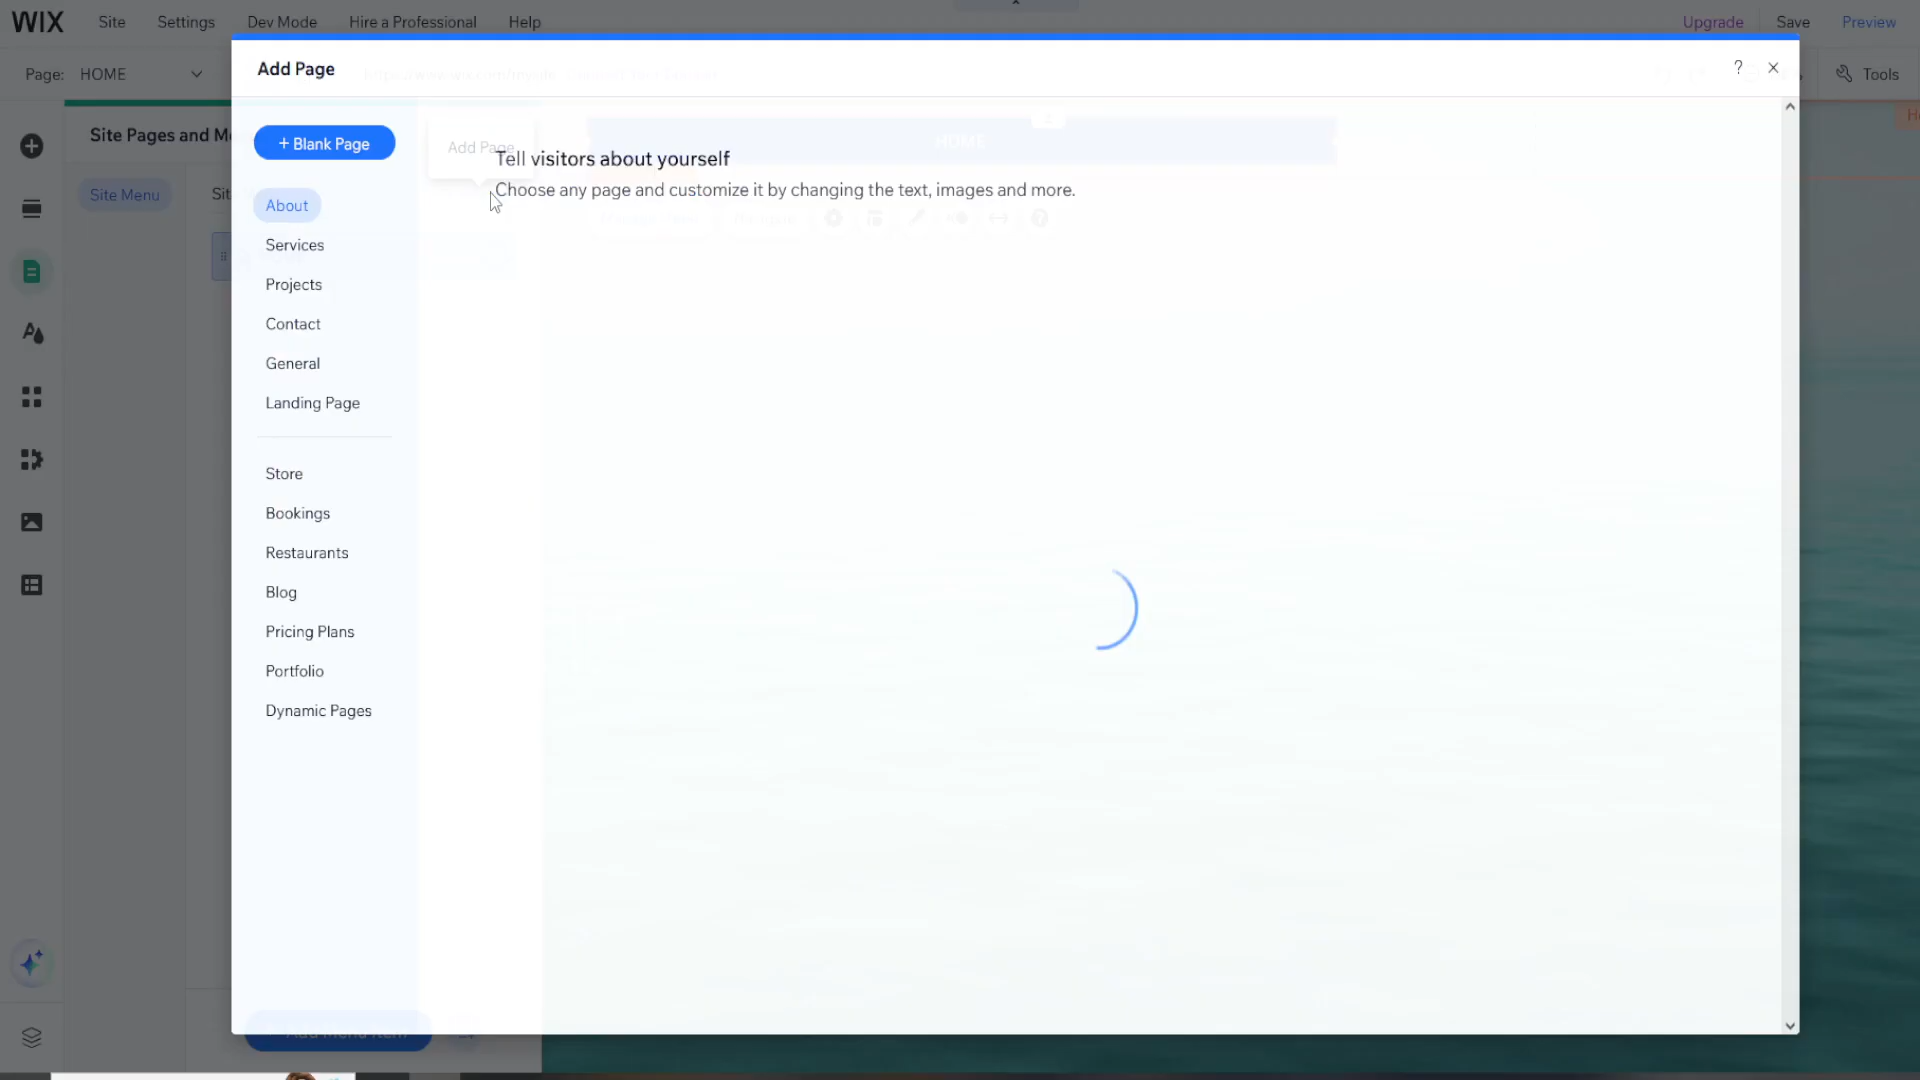 WIX Site Settings Dev Mode Hire a Professional Help Upgrade Save Preview
Page: HOME Tools
Add Page ? ×
Site Pages and M
+ Blank Page
Add Page
HOME
Tell visitors about yourself
Choose any page and customize it by changing the text, images and more.
Site Menu
About
Services
Projects
Contact
General
Landing Page
Store
Bookings
Restaurants
Blog
Pricing Plans
Portfolio
Dynamic Pages
Add Menu Item